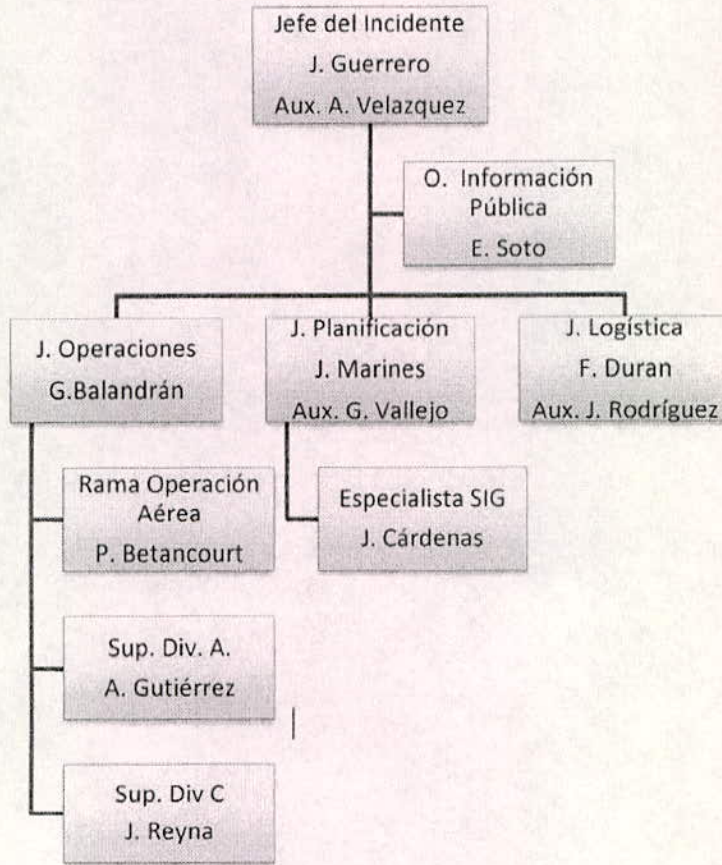 Jefe del Incidente
J. Guerrero
Aux. A. Velazquez
O. Información
Pública
E. Soto
J. Operaciones
G.Balandrán
J. Planificación
J. Marines
Aux. G. Vallejo
J. Logística
F. Duran
Aux. J. Rodríguez
Rama Operación
Aérea
P. Betancourt
Especialista SIG
J. Cárdenas
Sup. Div. A.
A. Gutiérrez
Sup. Div C
J. Reyna